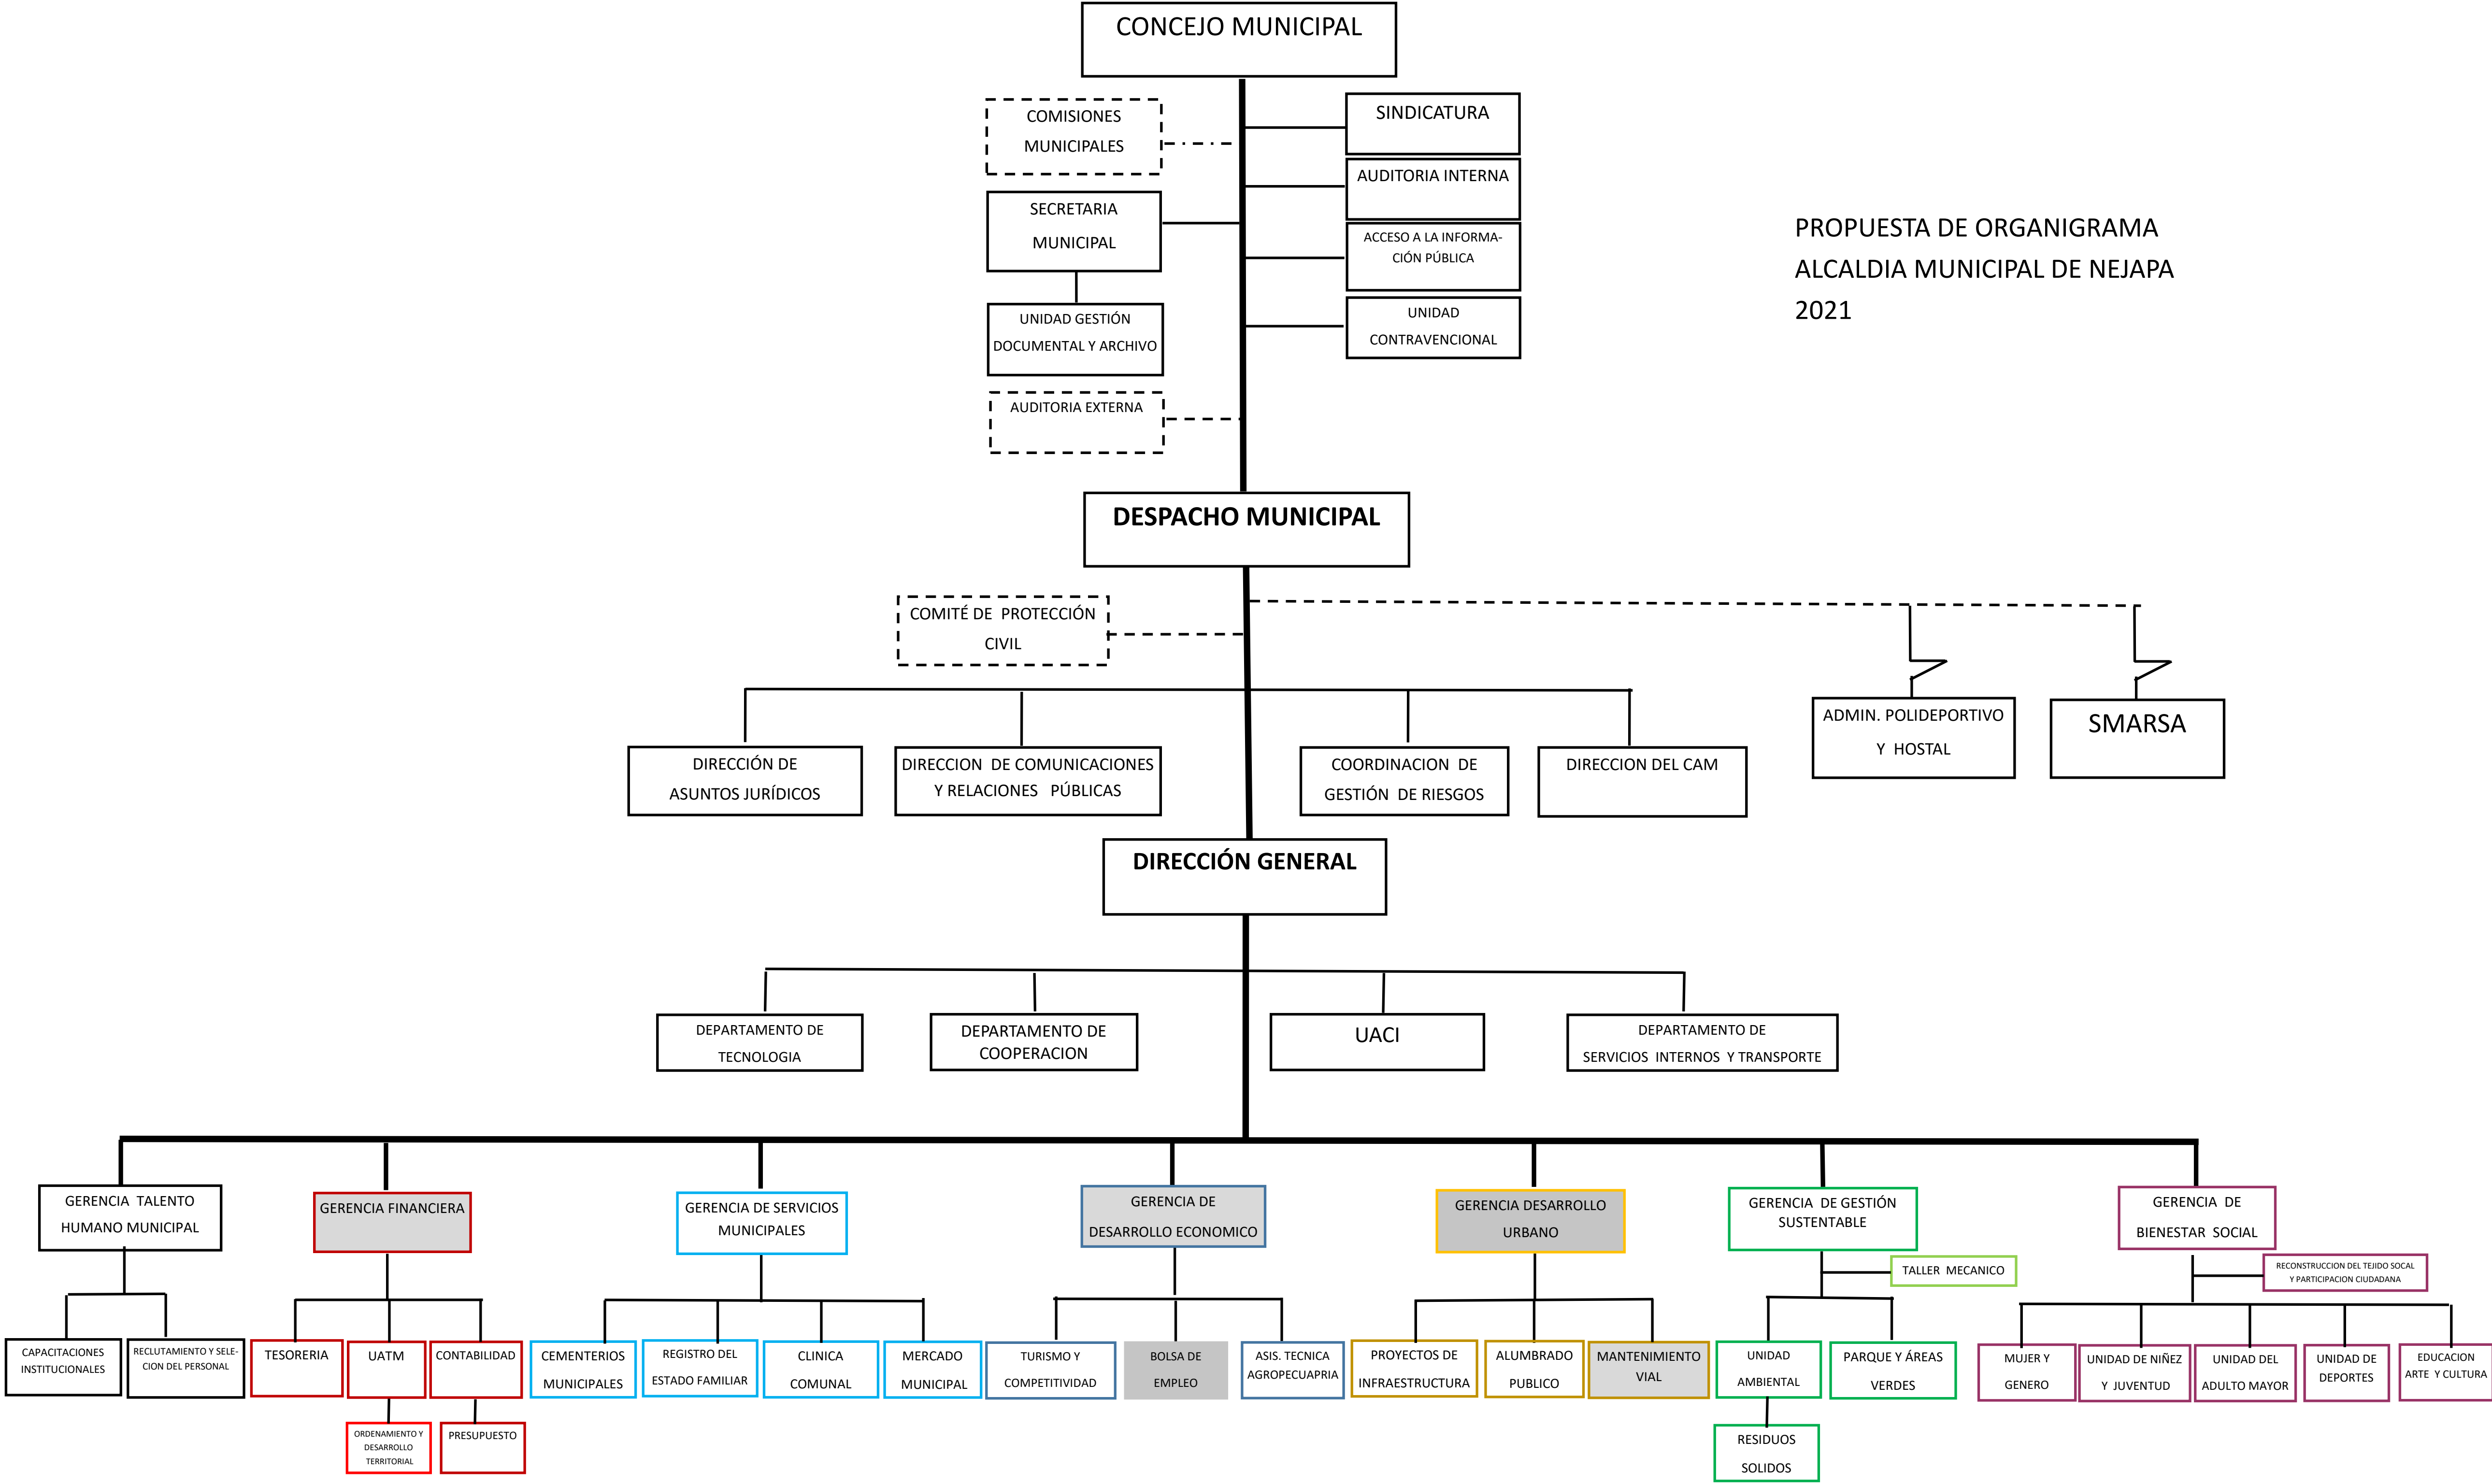 CONCEJO MUNICIPAL
COMISIONES
MUNICIPALES
SINDICATURA
AUDITORIA INTERNA
SECRETARIA
MUNICIPAL
ACCESO A LA INFORMA-
CIÓN PÚBLICA
UNIDAD GESTIÓN
DOCUMENTAL Y ARCHIVO
UNIDAD
CONTRAVENCIONAL
AUDITORIA EXTERNA
PROPUESTA DE ORGANIGRAMA
ALCALDIA MUNICIPAL DE NEJAPA
2021
DESPACHO MUNICIPAL
COMITÉ DE PROTECCIÓN
CIVIL
DIRECCIÓN DE
ASUNTOS JURÍDICOS
DIRECCION DE COMUNICACIONES
Y RELACIONES PÚBLICAS
COORDINACION DE
GESTIÓN DE RIESGOS
DIRECCION DEL CAM
ADMIN. POLIDEPORTIVO
Y HOSTAL
SMARSA
DIRECCIÓN GENERAL
DEPARTAMENTO DE
TECNOLOGIA
DEPARTAMENTO DE
COOPERACION
UACI
DEPARTAMENTO DE
SERVICIOS INTERNOS Y TRANSPORTE
GERENCIA TALENTO
HUMANO MUNICIPAL
GERENCIA FINANCIERA
GERENCIA DE SERVICIOS
MUNICIPALES
GERENCIA DE
DESARROLLO ECONOMICO
GERENCIA DESARROLLO
URBANO
GERENCIA DE GESTIÓN
SUSTENTABLE
GERENCIA DE
BIENESTAR SOCIAL
TALLER MECANICO
RECONSTRUCCION DEL TEJIDO SOCAL
Y PARTICIPACION CIUDADANA
CAPACITACIONES
INSTITUCIONALES
RECLUTAMIENTO Y SELE-
CION DEL PERSONAL
TESORERIA
UATM
CONTABILIDAD
CEMENTERIOS
MUNICIPALES
REGISTRO DEL
ESTADO FAMILIAR
CLINICA
COMUNAL
MERCADO
MUNICIPAL
TURISMO Y
COMPETITIVIDAD
BOLSA DE
EMPLEO
ASIS. TECNICA
AGROPECUAPRIA
PROYECTOS DE
INFRAESTRUCTURA
ALUMBRADO
PUBLICO
MANTENIMIENTO
VIAL
UNIDAD
AMBIENTAL
PARQUE Y ÁREAS
VERDES
MUJER Y
GENERO
UNIDAD DE NIÑEZ
Y JUVENTUD
UNIDAD DEL
ADULTO MAYOR
UNIDAD DE
DEPORTES
EDUCACION
ARTE Y CULTURA
ORDENAMIENTO Y
DESARROLLO
TERRITORIAL
PRESUPUESTO
RESIDUOS
SOLIDOS